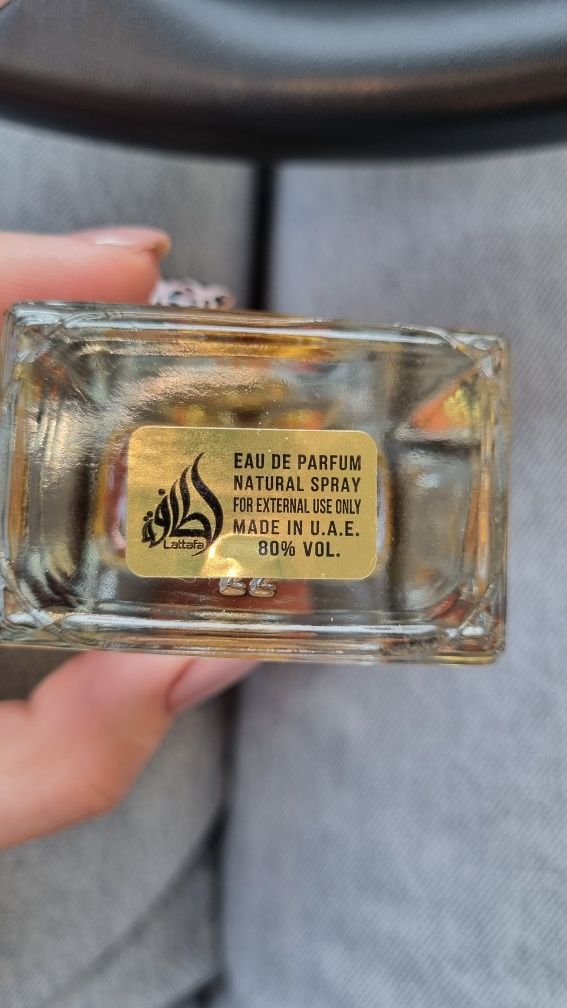 لطافة
Lattafa
EAU DE PARFUM
NATURAL SPRAY
FOR EXTERNAL USE ONLY
MADE IN U.A.E.
80% VOL.